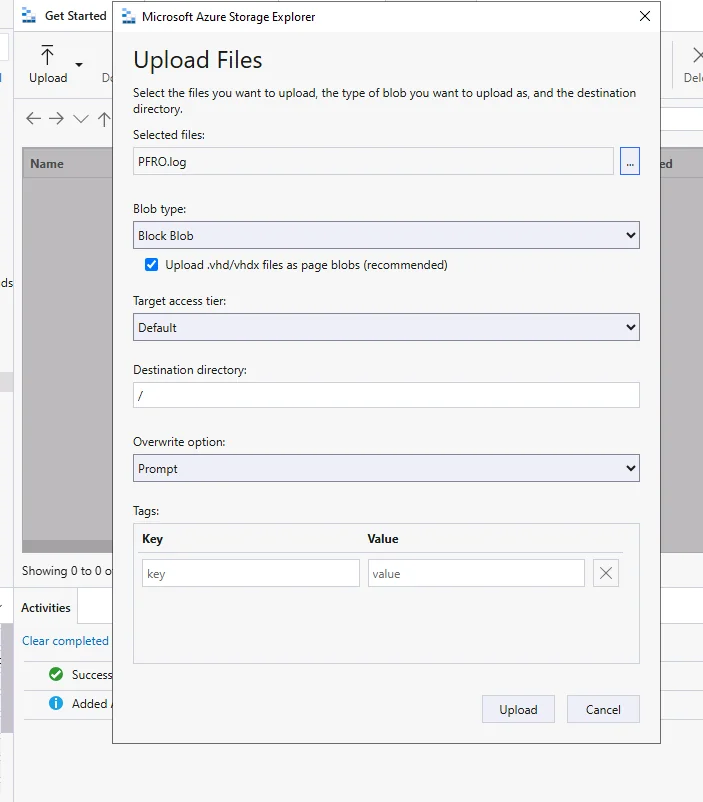 Get Started
Microsoft Azure Storage Explorer
Upload
Upload Files
Select the files you want to upload, the type of blob you want to upload as, and the destination
directory.
Selected files:
PFRO.log
...
Name
Blob type:
Block Blob
Upload .vhd/vhdx files as page blobs (recommended)
Target access tier:
Default
Destination directory:
/
Overwrite option:
Prompt
Tags:
Key Value
key value
Showing 0 to 0
Activities
Clear completed
Success
Added
Upload Cancel